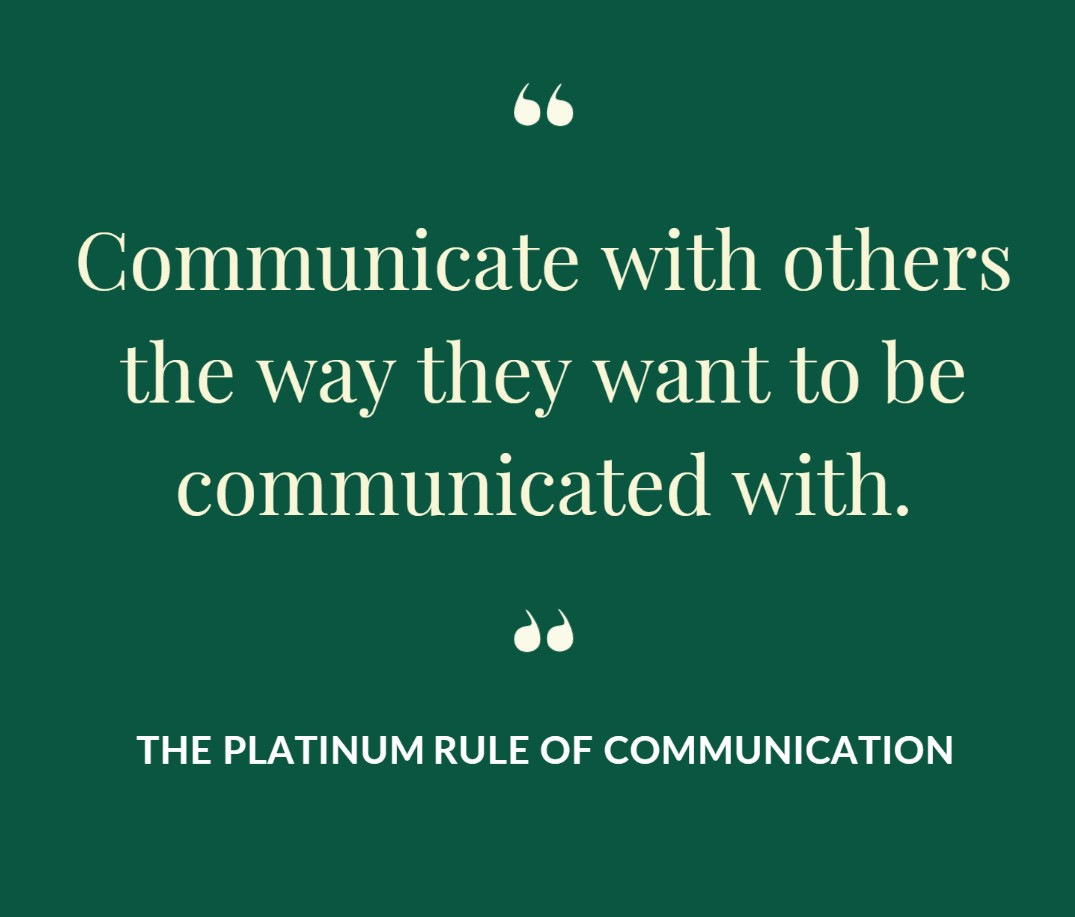 “
Communicate with others
the way they want to be
communicated with.
”
THE PLATINUM RULE OF COMMUNICATION